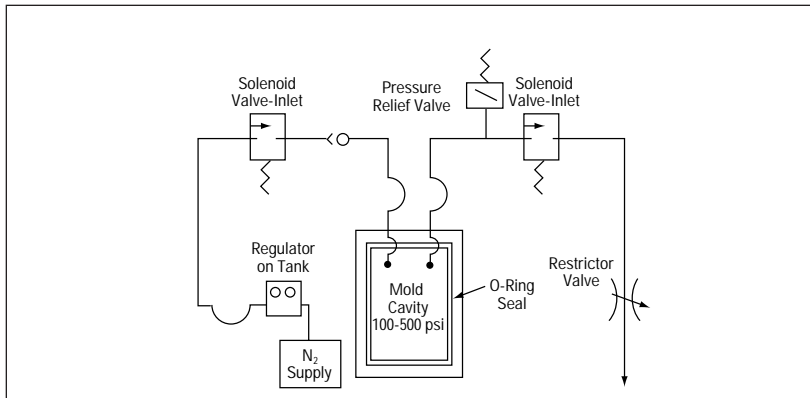 Solenoid
Valve-Inlet
Pressure
Relief Valve
Solenoid
Valve-Inlet
Regulator
on Tank
N₂
Supply
Mold
Cavity
100-500 psi
O-Ring
Seal
Restrictor
Valve